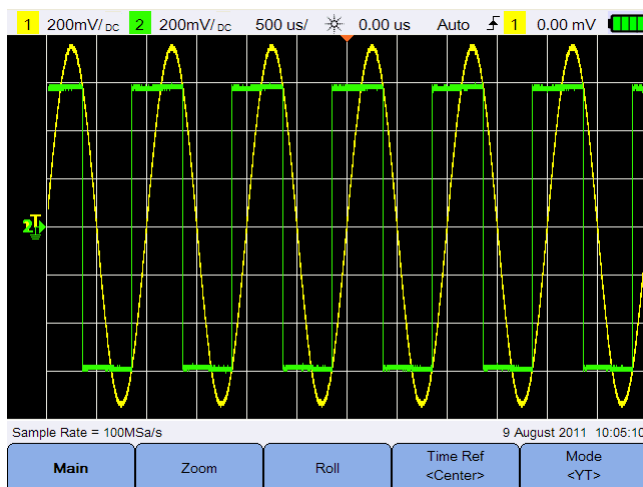 1 200mV/ DC 2 200mV/ DC 500 us/ 0.00 us Auto 1 0.00 mV
2
T
Sample Rate = 100MSa/s 9 August 2011 10:05:10
Main Zoom Roll Time Ref <Center> Mode <YT>